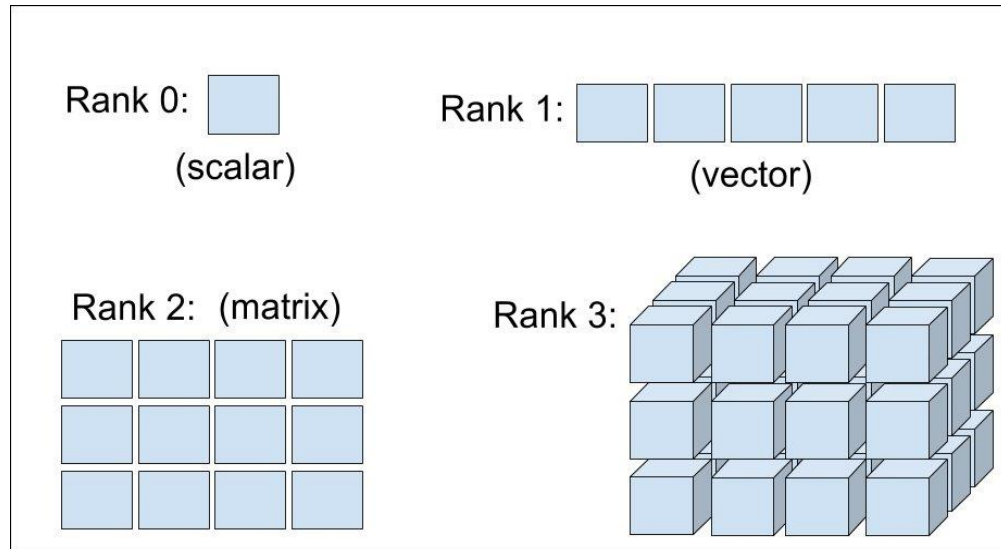 Rank 0:
(scalar)
Rank 1:
(vector)
Rank 2: (matrix)
Rank 3: